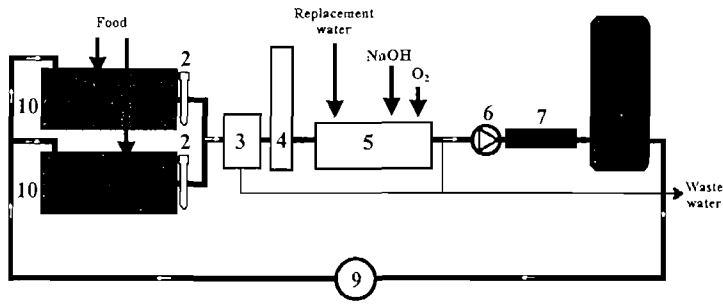 Food
Replacement
water
NaOH
O2
2
10
2
10
3
4
5
6
7
Waste
water
9